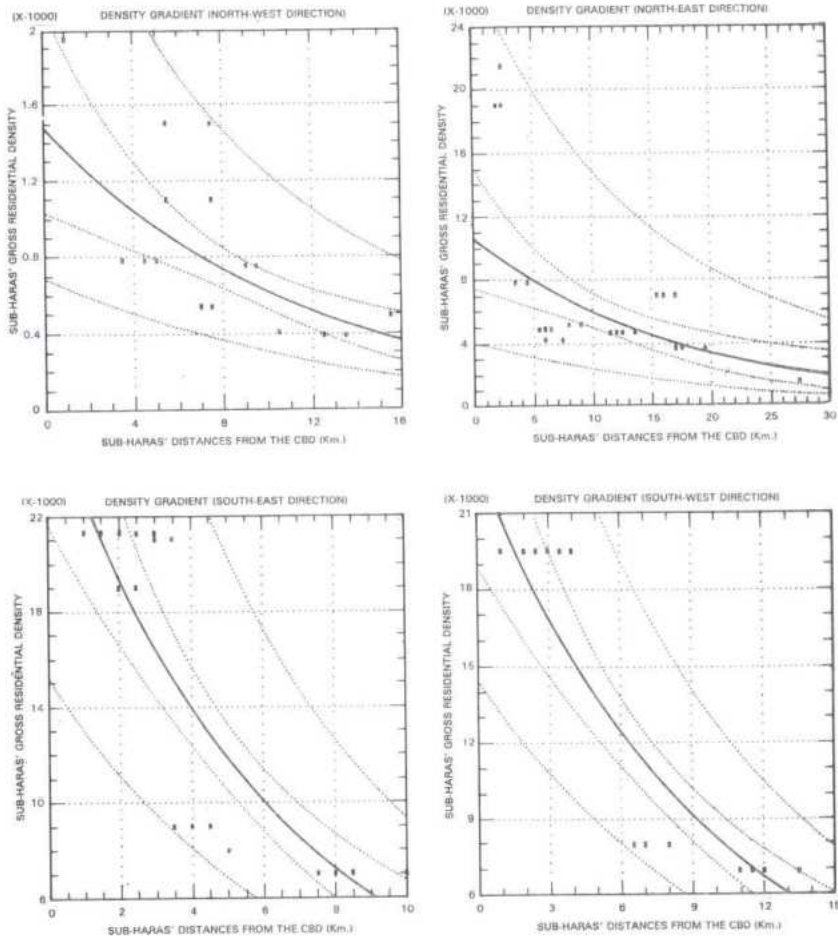 (X-1000) DENSITY GRADIENT (NORTH-WEST DIRECTION)
2
1.6
1.2
0.8
0.4
0
SUB-HARAS' GROSS RESIDENTIAL DENSITY
0 4 8 12 16
SUB-HARAS' DISTANCES FROM THE CBD (Km.)
(X-1000) DENSITY GRADIENT (NORTH-EAST DIRECTION)
24
20
16
12
8
4
0
SUB-HARAS' GROSS RESIDENTIAL DENSITY
0 5 10 15 20 25 30
SUB-HARAS' DISTANCES FROM THE CBD (Km.)
(X-1000) DENSITY GRADIENT (SOUTH-EAST DIRECTION)
22
18
14
10
6
SUB-HARAS' GROSS RESIDENTIAL DENSITY
0 2 4 6 8 10
SUB-HARAS' DISTANCES FROM THE CBD (Km.)
(X-1000) DENSITY GRADIENT (SOUTH-WEST DIRECTION)
21
18
15
12
9
6
SUB-HARAS' GROSS RESIDENTIAL DENSITY
0 3 6 9 12 15
SUB-HARAS' DISTANCES FROM THE CBD (Km.)